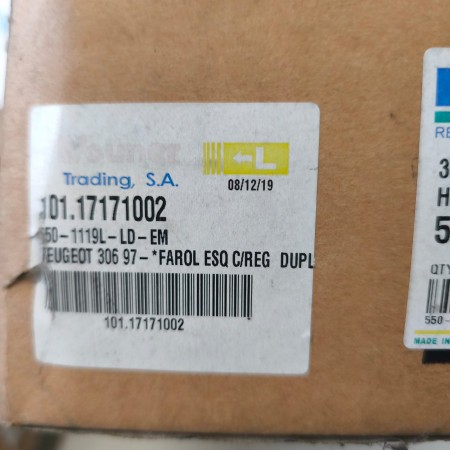 Trading, S.A.
←L
08/12/19
101.17171002
550-1119L-LD-EM
PEUGEOT 306 97- *FAROL ESQ C/REG DUPL
101.17171002
RE
3
H
5
QTY
550-
MADE IN